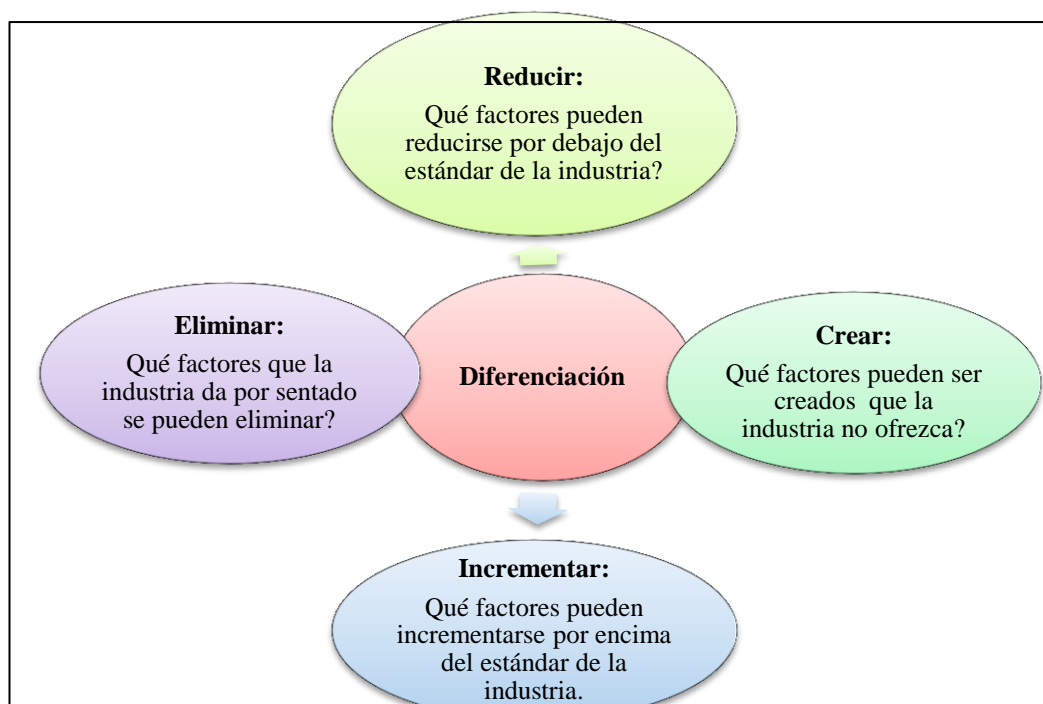 Reducir:
Qué factores pueden
reducirse por debajo del
estándar de la industria?
Eliminar:
Qué factores que la
industria da por sentado
se pueden eliminar?
Diferenciación
Crear:
Qué factores pueden ser
creados que la
industria no ofrezca?
Incrementar:
Qué factores pueden
incrementarse por encima
del estándar de la
industria.